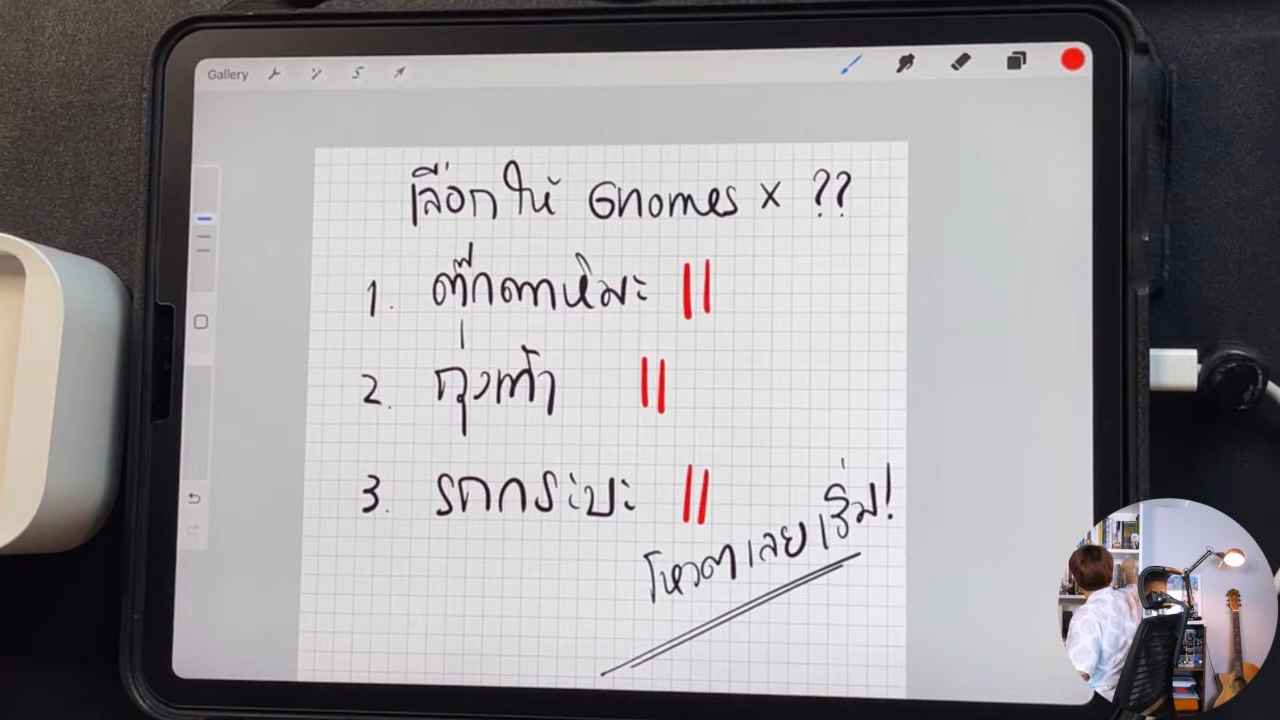 Gallery
เลือกให้ Gnomes x ??
1. ตุ๊กตาหิมะ ||
2. ถุงเท้า ||
3. รถกระบะ ||
โหวตเลย เริ่ม!